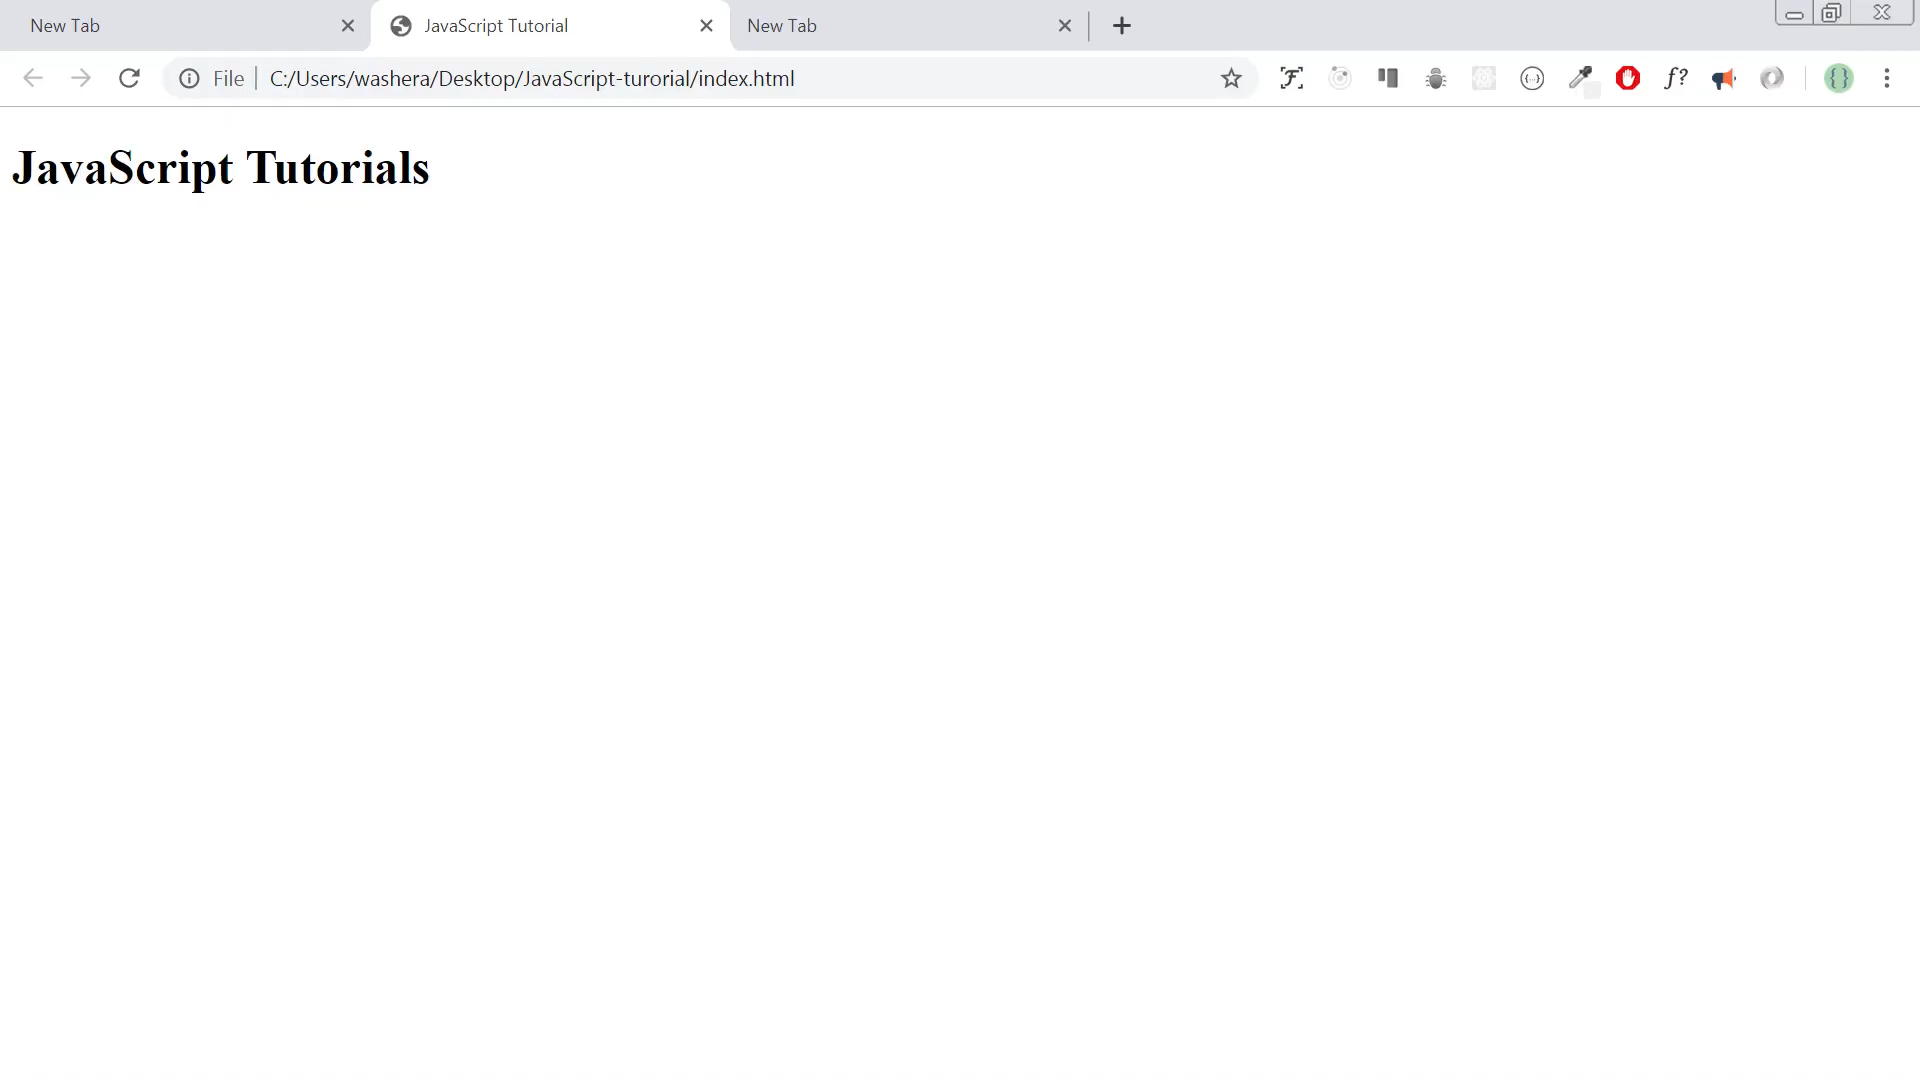 New Tab
JavaScript Tutorial
New Tab
File
C:/Users/washera/Desktop/JavaScript-turorial/index.html
f?
JavaScript Tutorials